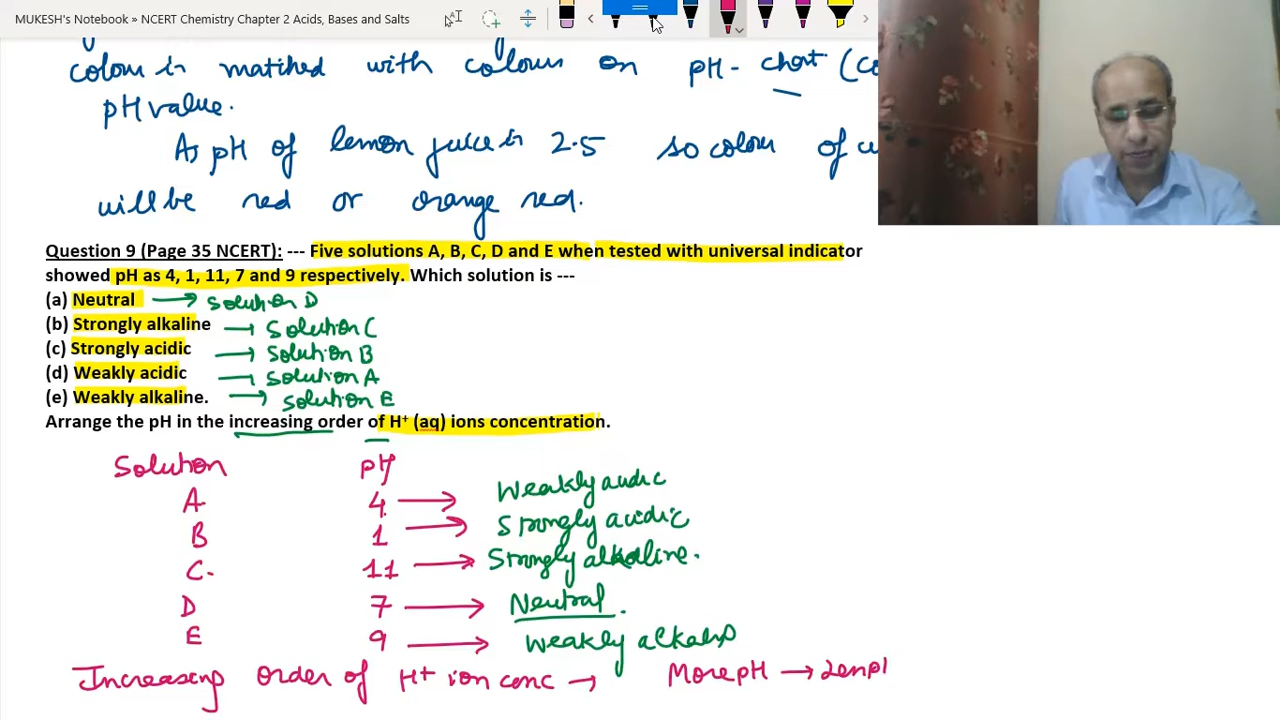 MUKESH's Notebook » NCERT Chemistry Chapter 2 Acids, Bases and Salts
colour is matched with colours on pH- chart (co
pH value.
As pH of lemon juice is 2.5 so colour of
will be red or orange red.
Question 9 (Page 35 NCERT): --- Five solutions A, B, C, D and E when tested with universal indicator
showed pH as 4, 1, 11, 7 and 9 respectively. Which solution is ---
(a) Neutral → Solution D
(b) Strongly alkaline → Solution C
(c) Strongly acidic → Solution B
(d) Weakly acidic → Solution A
(e) Weakly alkaline. → Solution E
Arrange the pH in the increasing order of H⁺ (aq) ions concentration.
Solution pH
A 4 → Weakly acidic
B 1 → Strongly acidic
C. 11 → Strongly alkaline.
D 7 → Neutral.
E 9 → Weakly
Increasing Order of H+ ion conc → More pH →